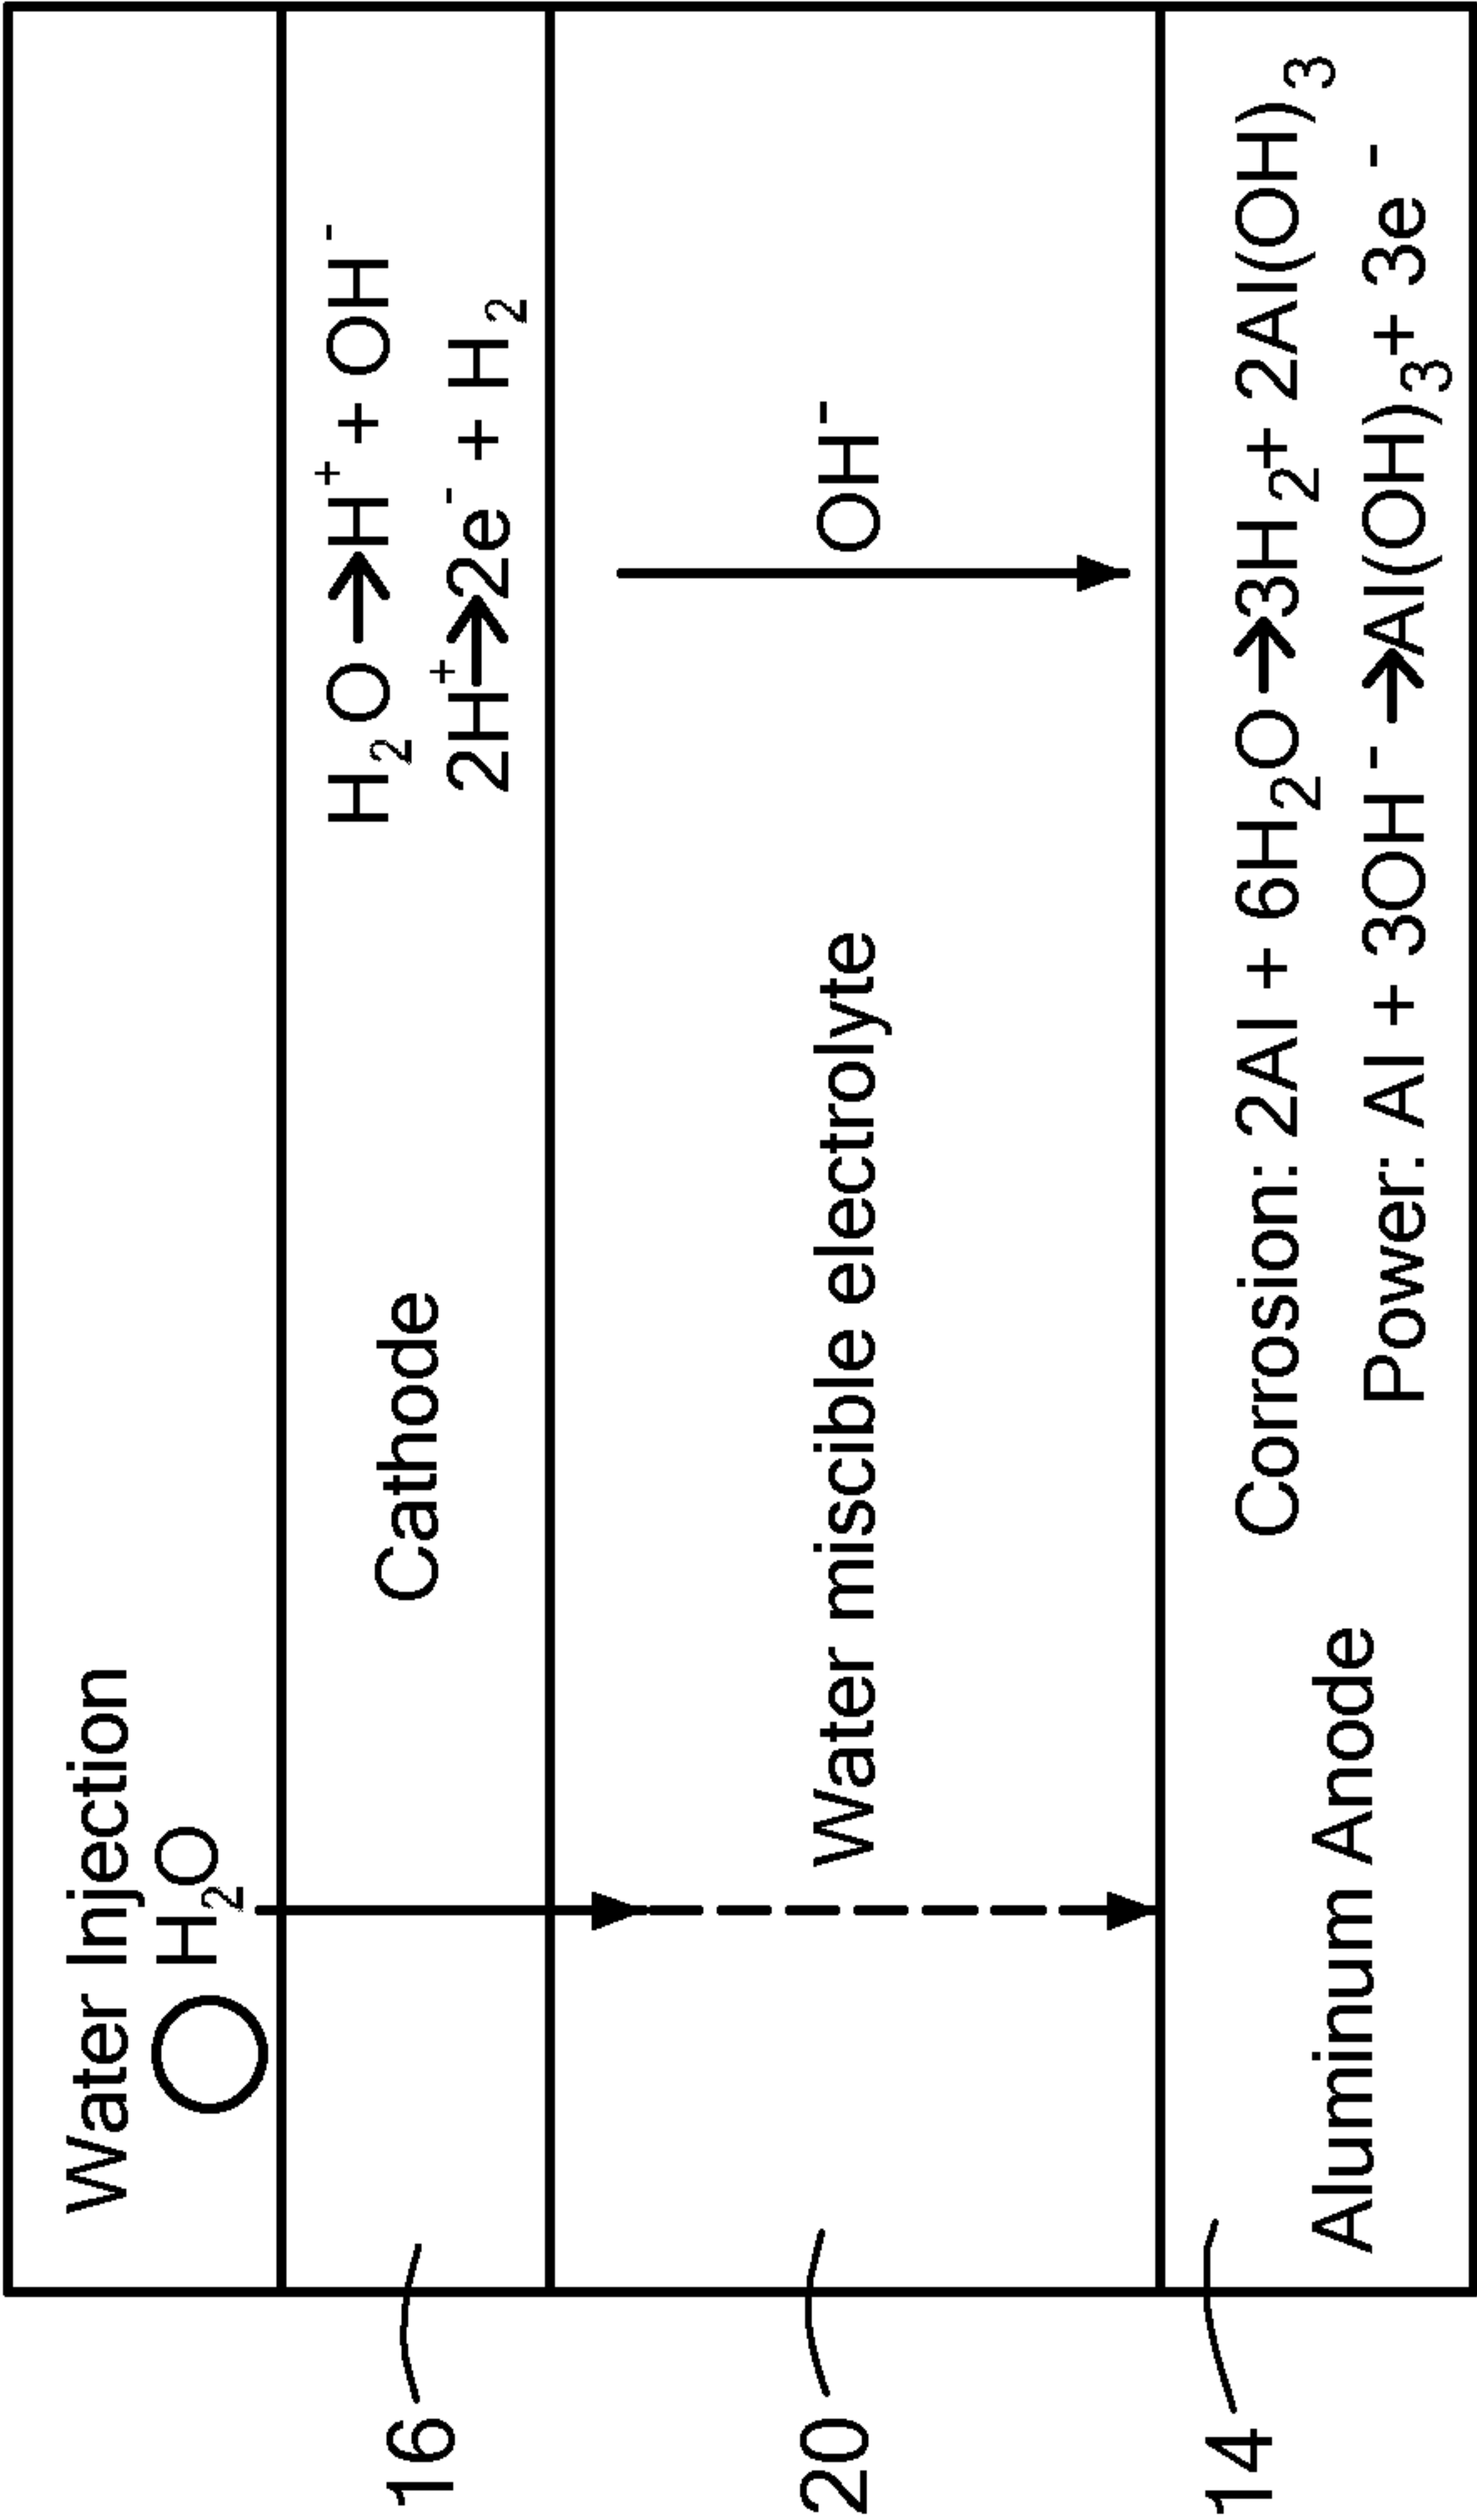 Water Injection
H₂O
16
Cathode
H₂O → H⁺ + OH⁻
2H⁺ → 2e⁻ + H₂
20
Water miscible electrolyte
OH⁻
14
Aluminum Anode
Corrosion: 2Al + 6H₂O → 3H₂ + 2Al(OH)₃
Power: Al + 3OH⁻ → Al(OH)₃ + 3e⁻